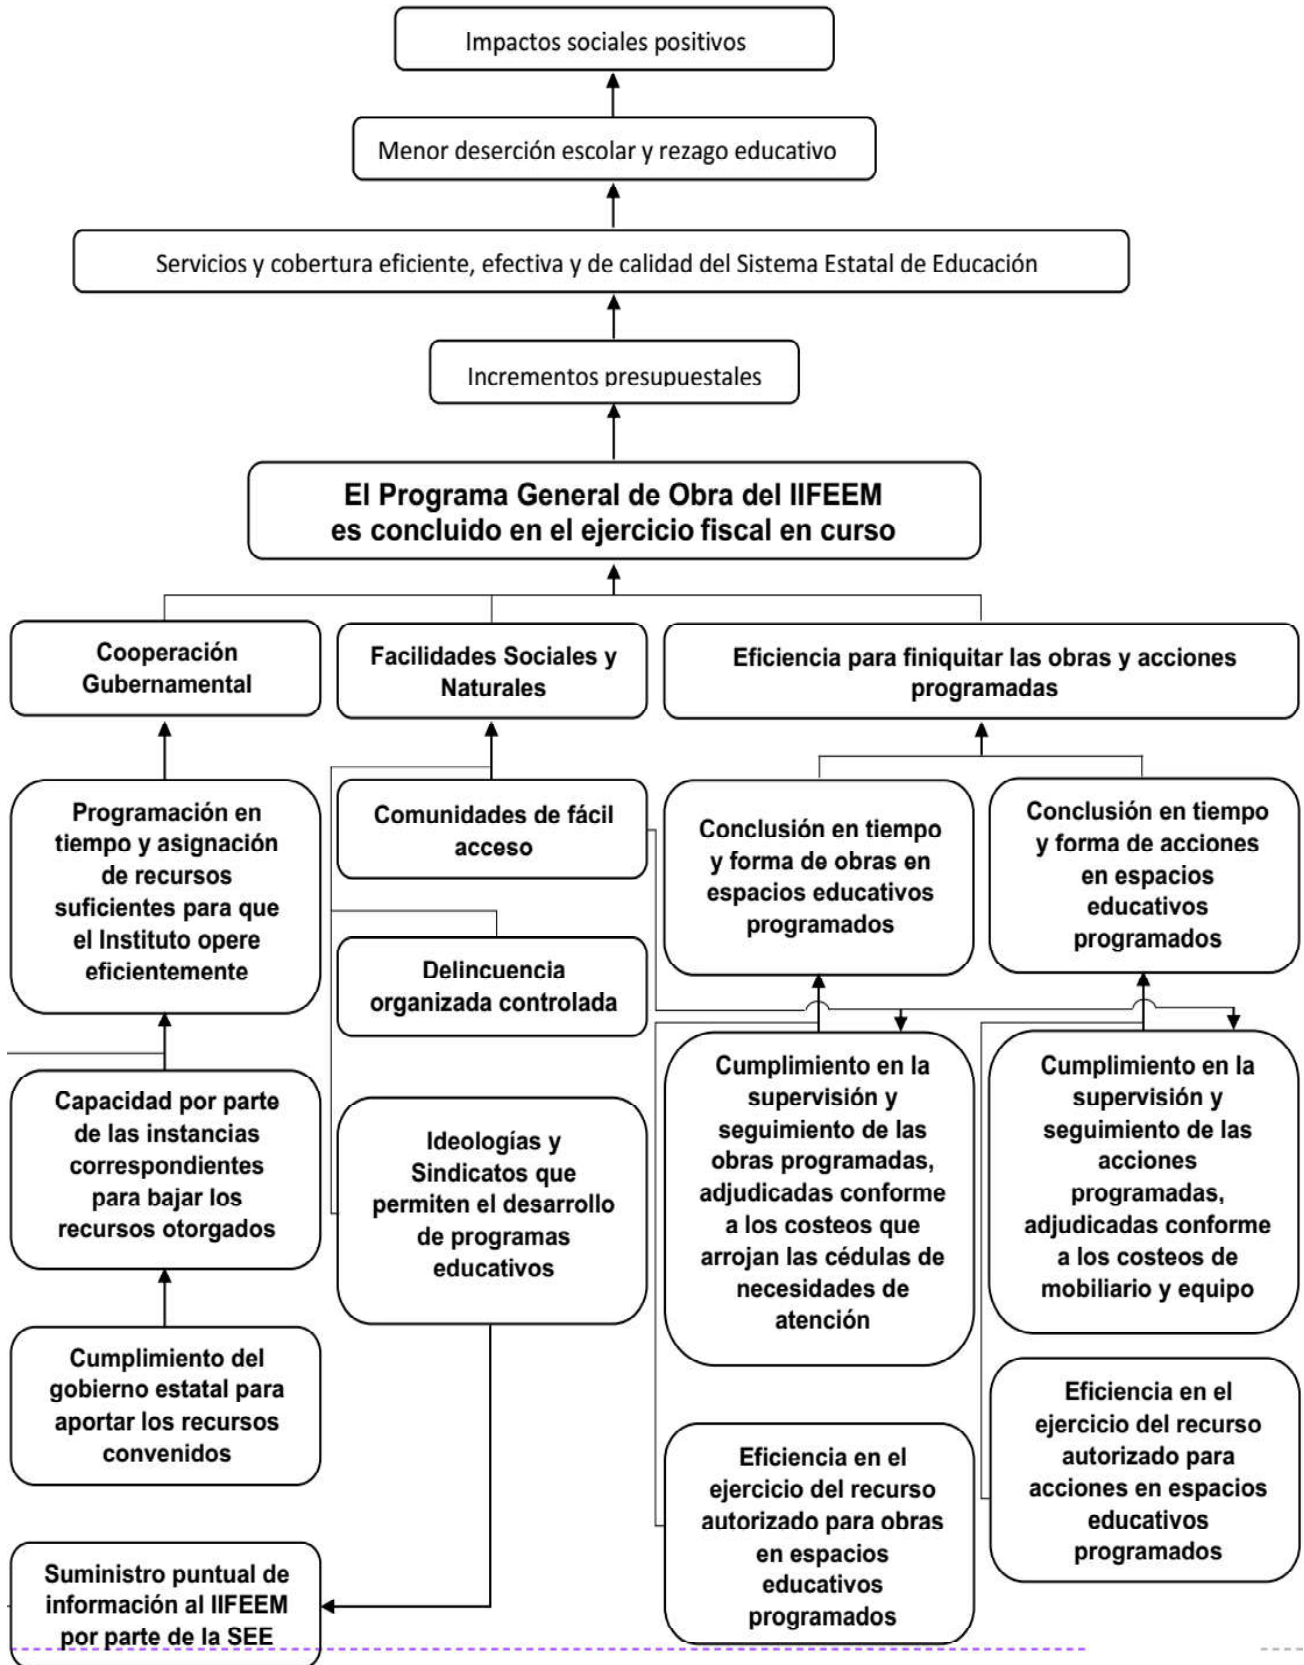 Impactos sociales positivos
Menor deserción escolar y rezago educativo
Servicios y cobertura eficiente, efectiva y de calidad del Sistema Estatal de Educación
Incrementos presupuestales
El Programa General de Obra del IIFEEM
es concluido en el ejercicio fiscal en curso
Cooperación
Gubernamental
Facilidades Sociales y
Naturales
Eficiencia para finiquitar las obras y acciones
programadas
Programación en
tiempo y asignación
de recursos
suficientes para que
el Instituto opere
eficientemente
Comunidades de fácil
acceso
Conclusión en tiempo
y forma de obras en
espacios educativos
programados
Conclusión en tiempo
y forma de acciones
en espacios
educativos
programados
Delincuencia
organizada controlada
Capacidad por parte
de las instancias
correspondientes
para bajar los
recursos otorgados
Ideologías y
Sindicatos que
permiten el desarrollo
de programas
educativos
Cumplimiento en la
supervisión y
seguimiento de las
obras programadas,
adjudicadas conforme
a los costeos que
arrojan las cédulas de
necesidades de
atención
Cumplimiento en la
supervisión y
seguimiento de las
acciones
programadas,
adjudicadas conforme
a los costeos de
mobiliario y equipo
Cumplimiento del
gobierno estatal para
aportar los recursos
convenidos
Eficiencia en el
ejercicio del recurso
autorizado para obras
en espacios
educativos
programados
Eficiencia en el
ejercicio del recurso
autorizado para
acciones en espacios
educativos
programados
Suministro puntual de
información al IIFEEM
por parte de la SEE